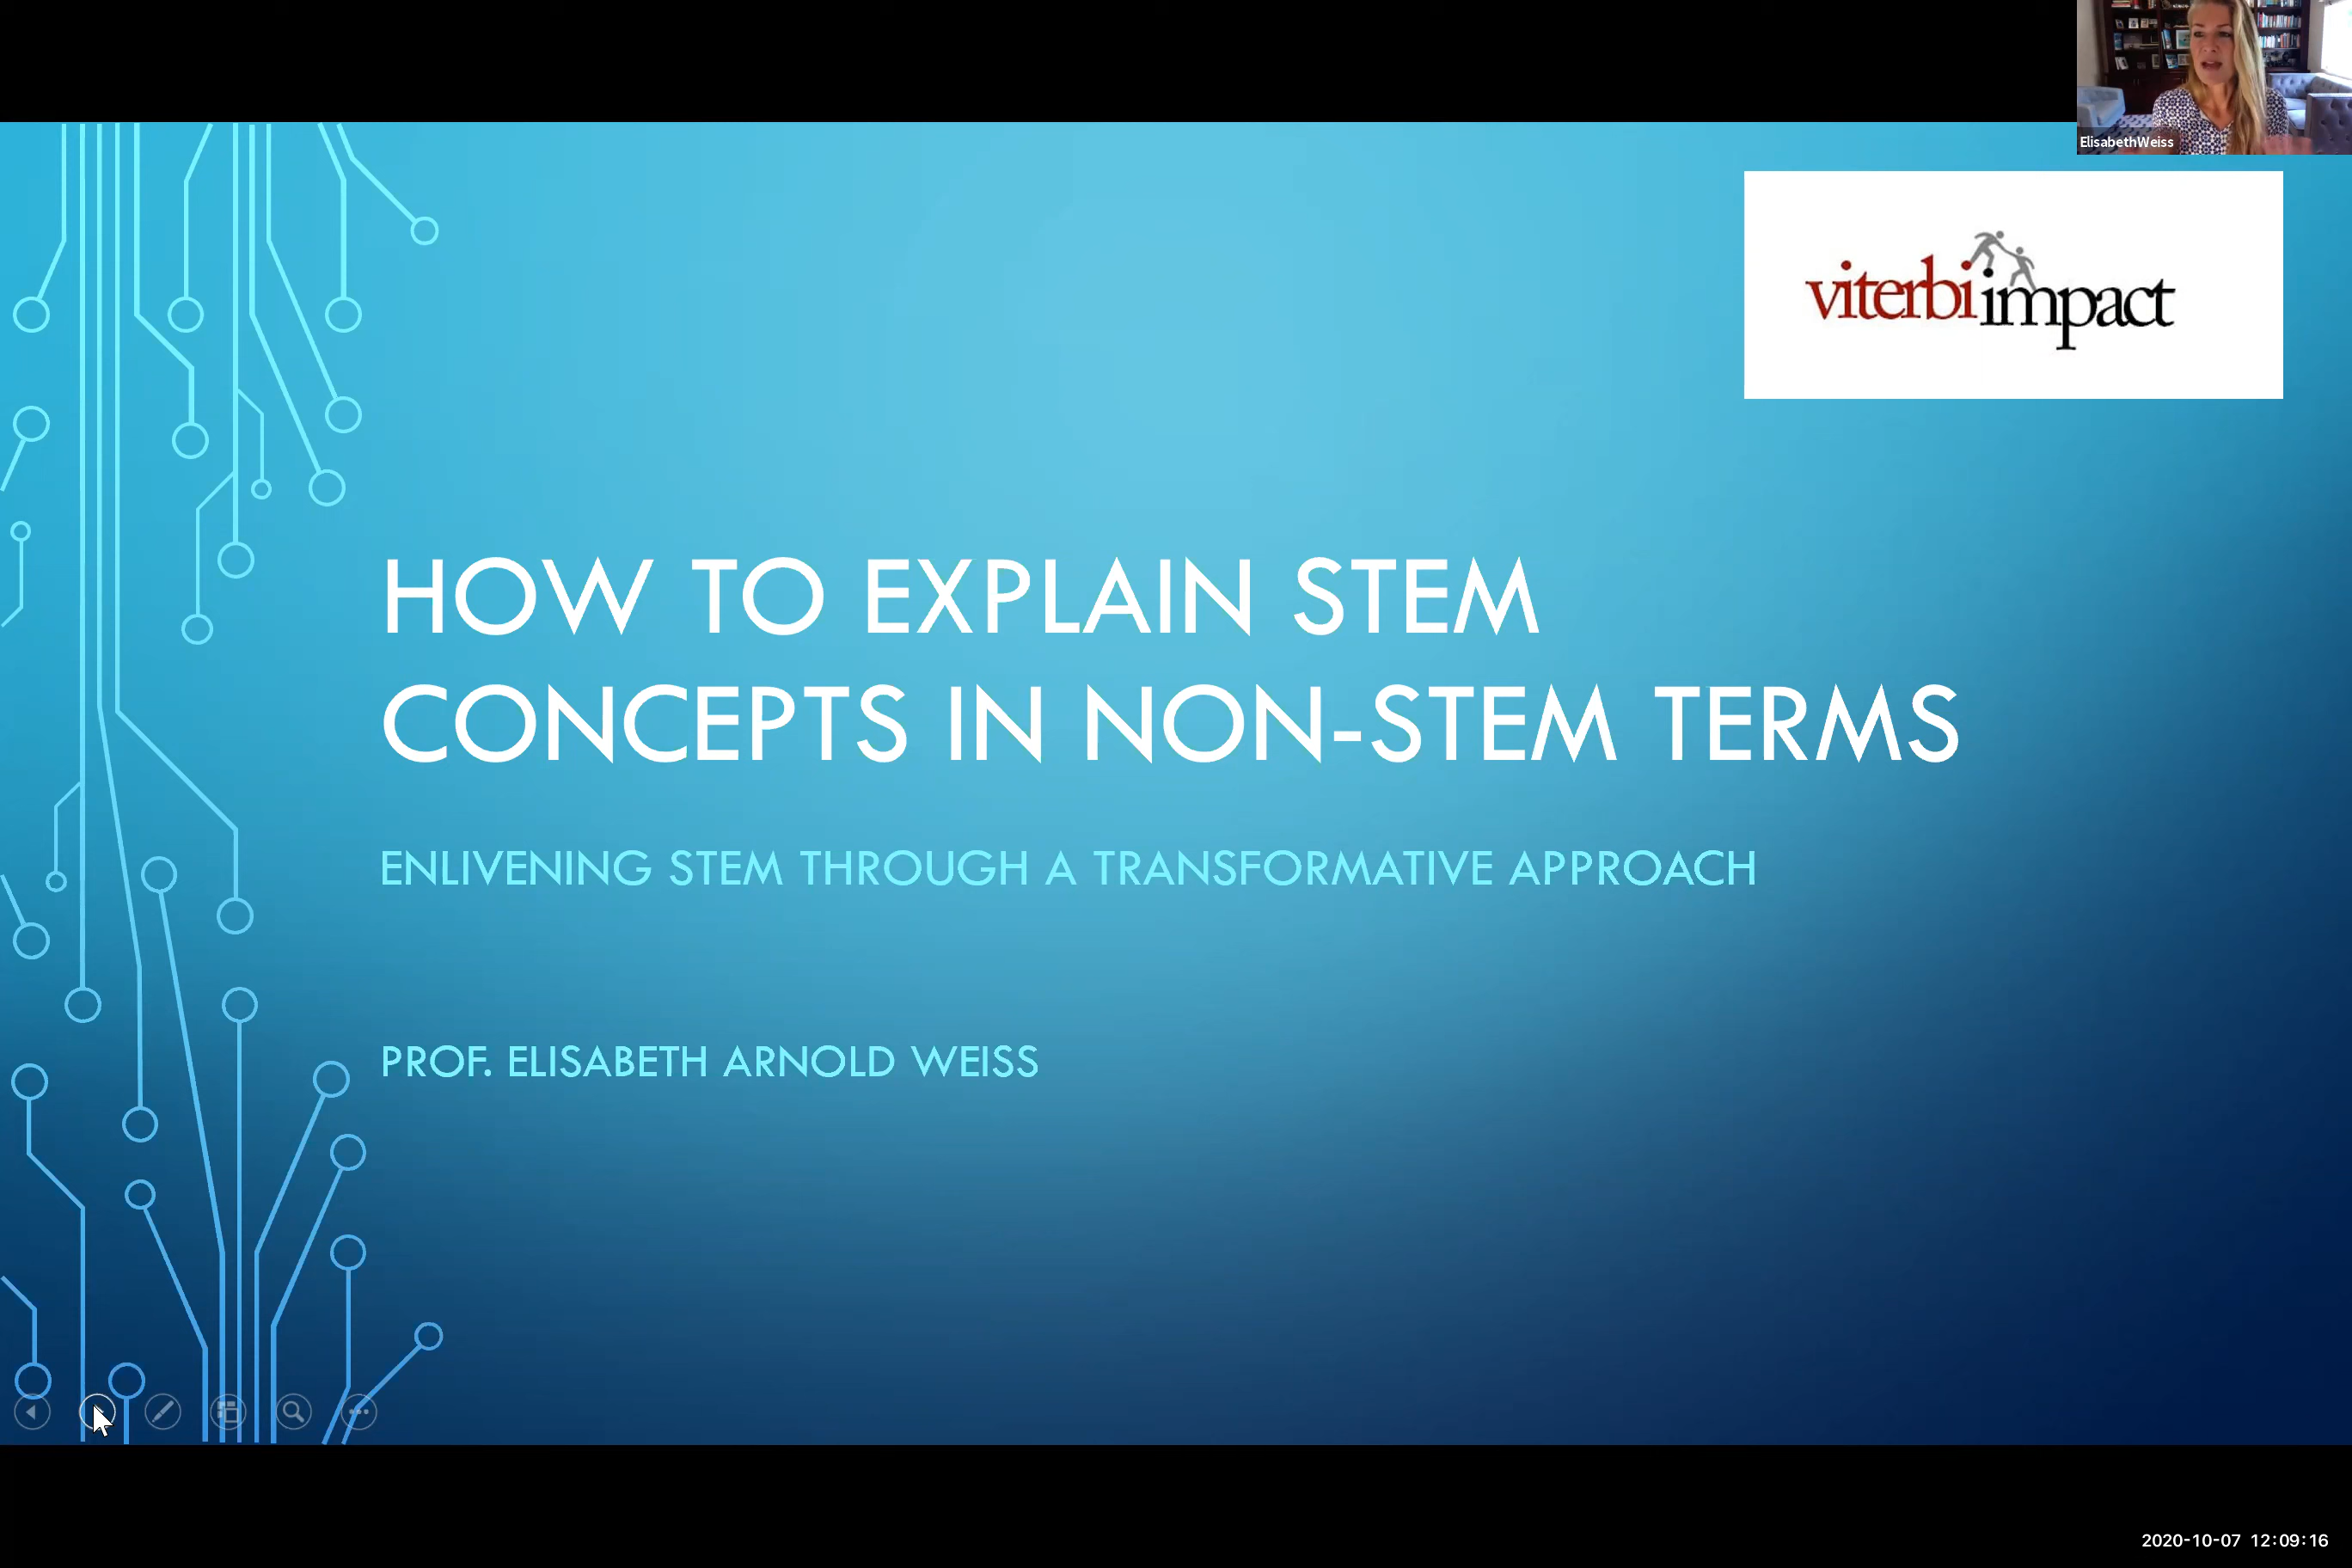 ElisabethWeiss
viterbi impact
HOW TO EXPLAIN STEM
CONCEPTS IN NON-STEM TERMS
ENLIVENING STEM THROUGH A TRANSFORMATIVE APPROACH
PROF. ELISABETH ARNOLD WEISS
2020-10-07 12:09:16